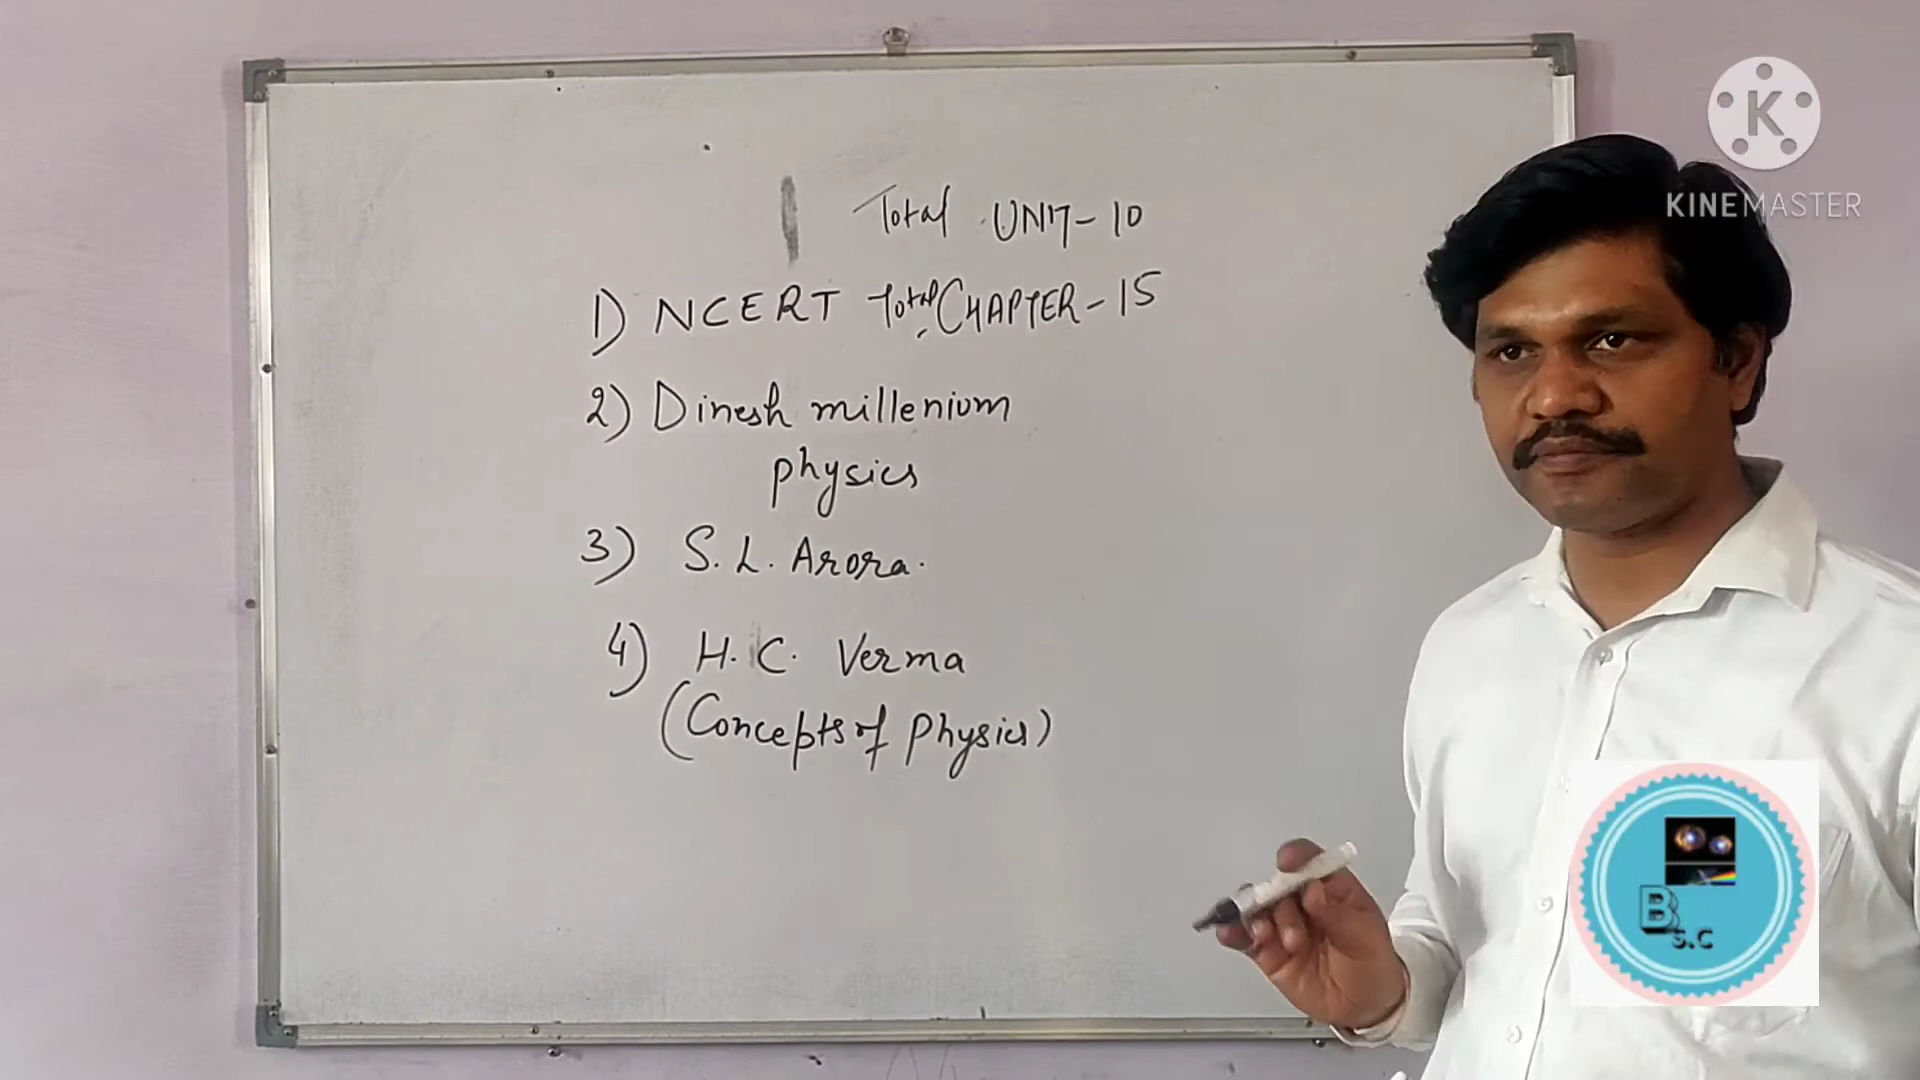 Total UNIT-10
1) NCERT Total CHAPTER-15
2) Dinesh millenium
physics
3) S. L. Arora.
4) H. C. Verma
(Concepts of Physics)
K
KINEMASTER
B
S.C